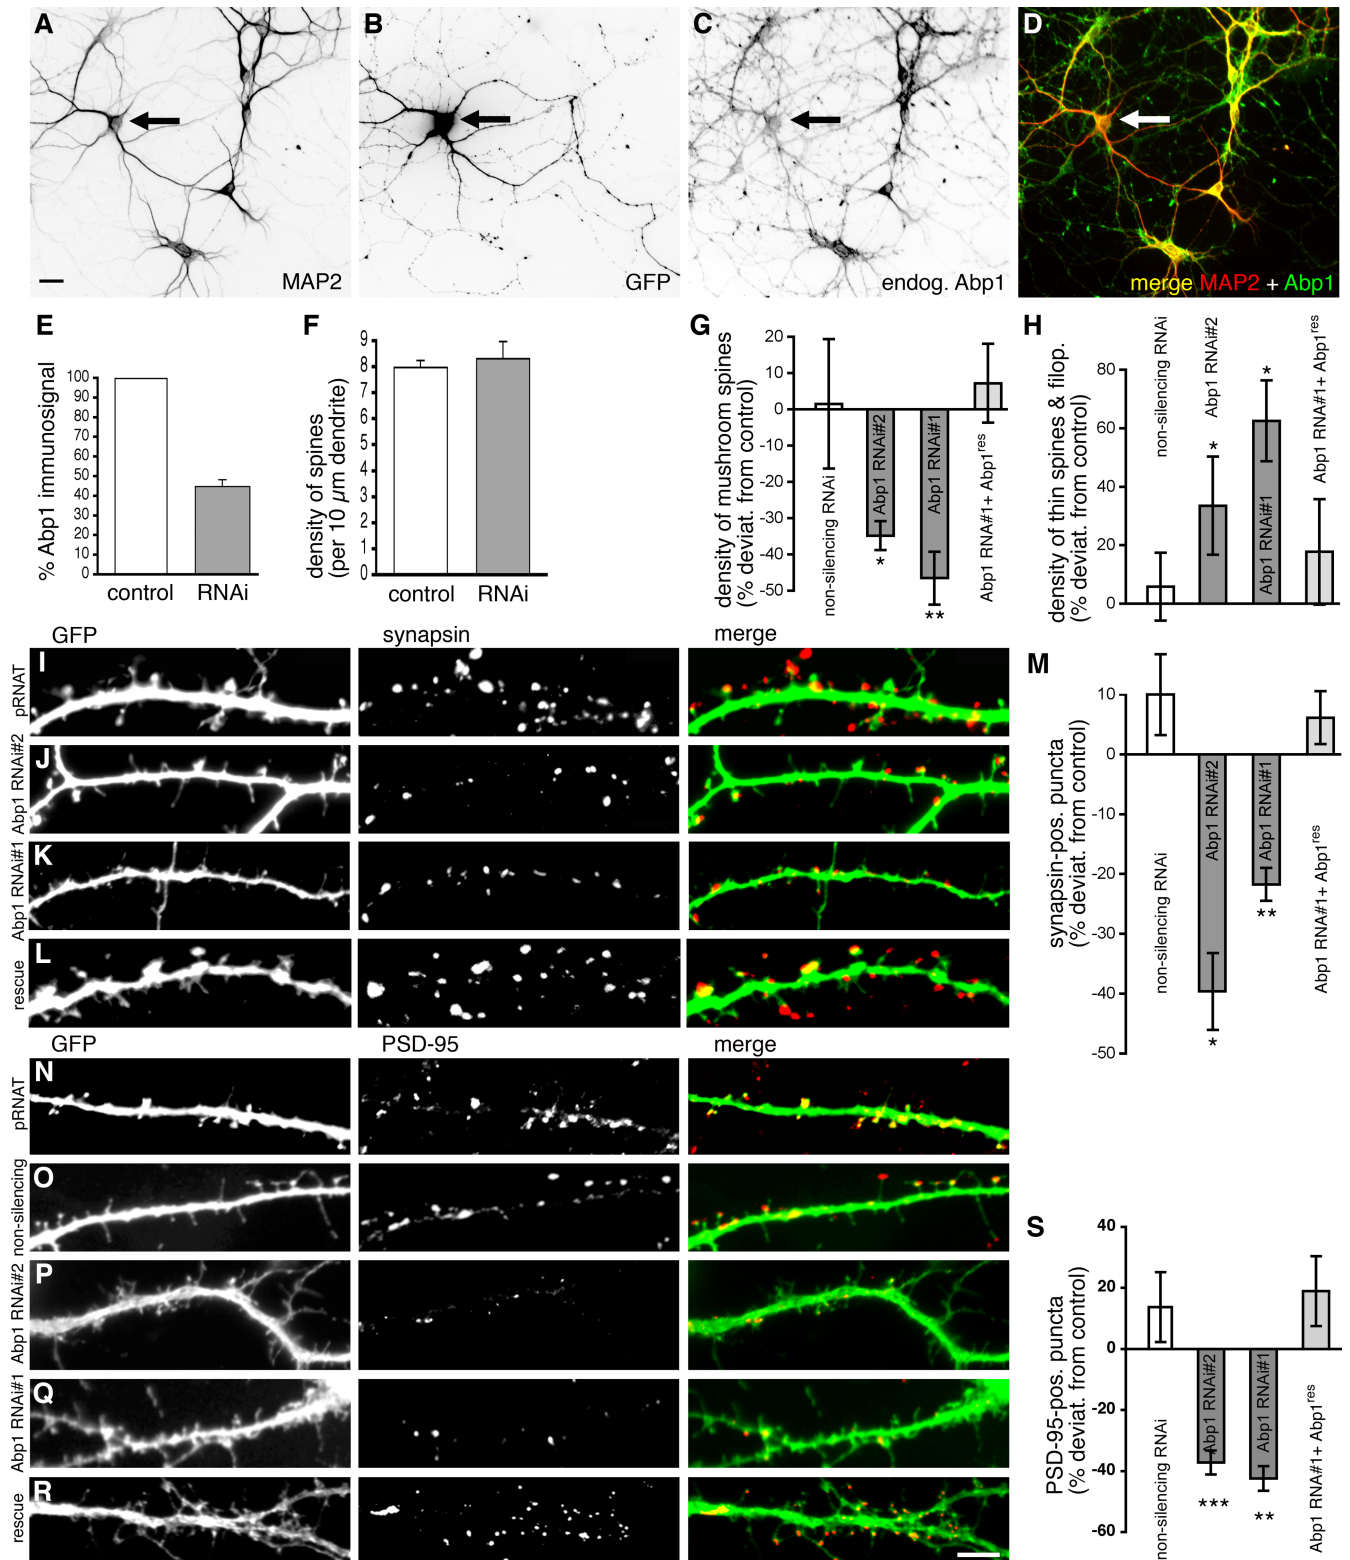 A
MAP2
B
GFP
C
endog. Abp1
D
merge MAP2 + Abp1
E
% Abp1 immunosignal
100
90
80
70
60
50
40
30
20
10
0
control
RNAi
F
density of spines
(per 10 µm dendrite)
9
8
7
6
5
4
3
2
1
0
control
RNAi
G
density of mushroom spines
(% deviat. from control)
20
10
0
-10
-20
-30
-40
-50
non-silencing RNAi
Abp1 RNAi#2
*
Abp1 RNAi#1
**
Abp1 RNA#1+ Abp1res
H
density of thin spines & filop.
(% deviat. from control)
80
60
40
20
0
non-silencing RNAi
Abp1 RNAi#2
*
Abp1 RNAi#1
*
Abp1 RNA#1+ Abp1res
GFP
synapsin
merge
I
pRNAT
J
Abp1 RNAi#2
K
Abp1 RNAi#1
L
rescue
M
synapsin-pos. puncta
(% deviat. from control)
10
0
-10
-20
-30
-40
-50
non-silencing RNAi
Abp1 RNAi#2
*
Abp1 RNAi#1
**
Abp1 RNA#1+ Abp1res
GFP
PSD-95
merge
N
pRNAT
O
non-silencing
P
Abp1 RNAi#2
Q
Abp1 RNAi#1
R
rescue
S
PSD-95-pos. puncta
(% deviat. from control)
40
20
0
-20
-40
-60
non-silencing RNAi
Abp1 RNAi#2
***
Abp1 RNAi#1
**
Abp1 RNA#1+ Abp1res